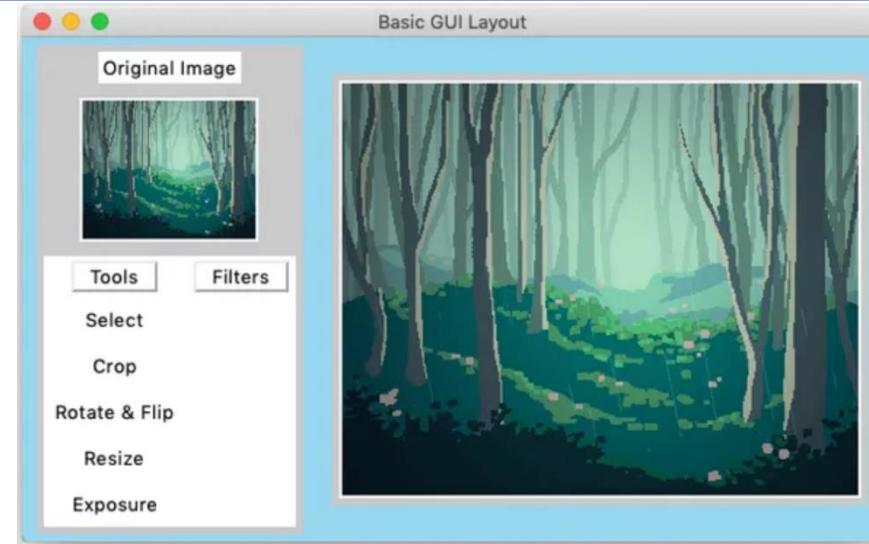 Basic GUI Layout
Original Image
Tools Filters
Select
Crop
Rotate & Flip
Resize
Exposure